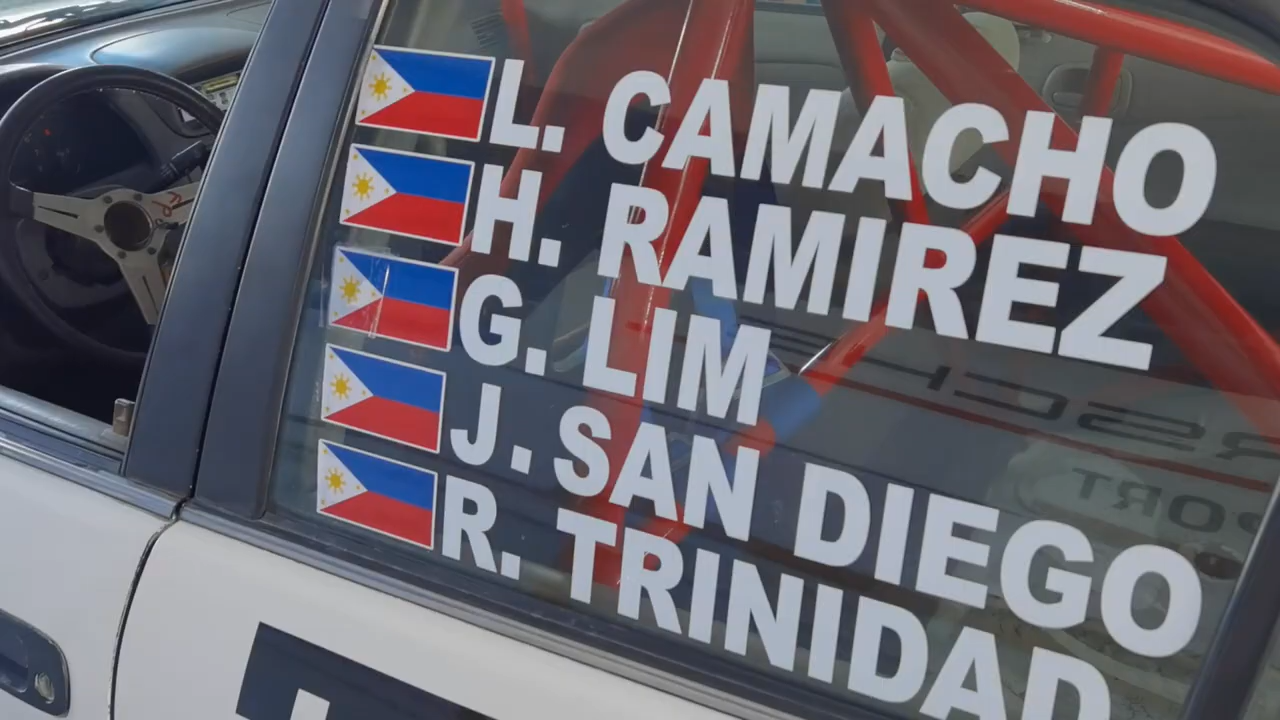 L. CAMACHO
H. RAMIREZ
G. LIM
J. SAN DIEGO
R. TRINIDAD